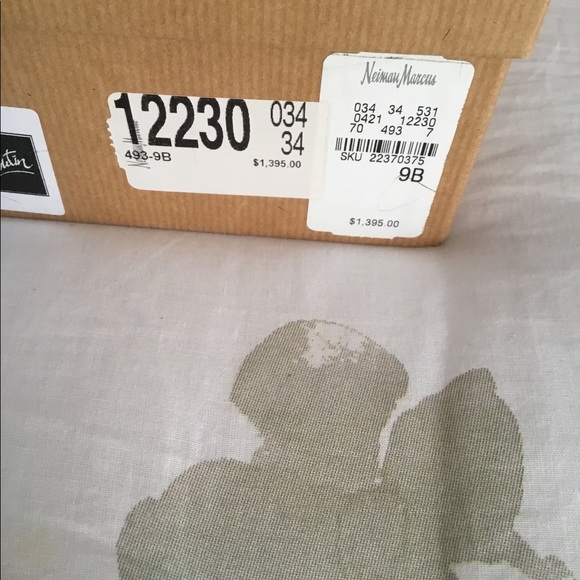 12230 034
34
493-9B
$1,395.00
Neiman Marcus
034 34 531
0421 12230
70 493 7
SKU 22370375
9B
$1,395.00